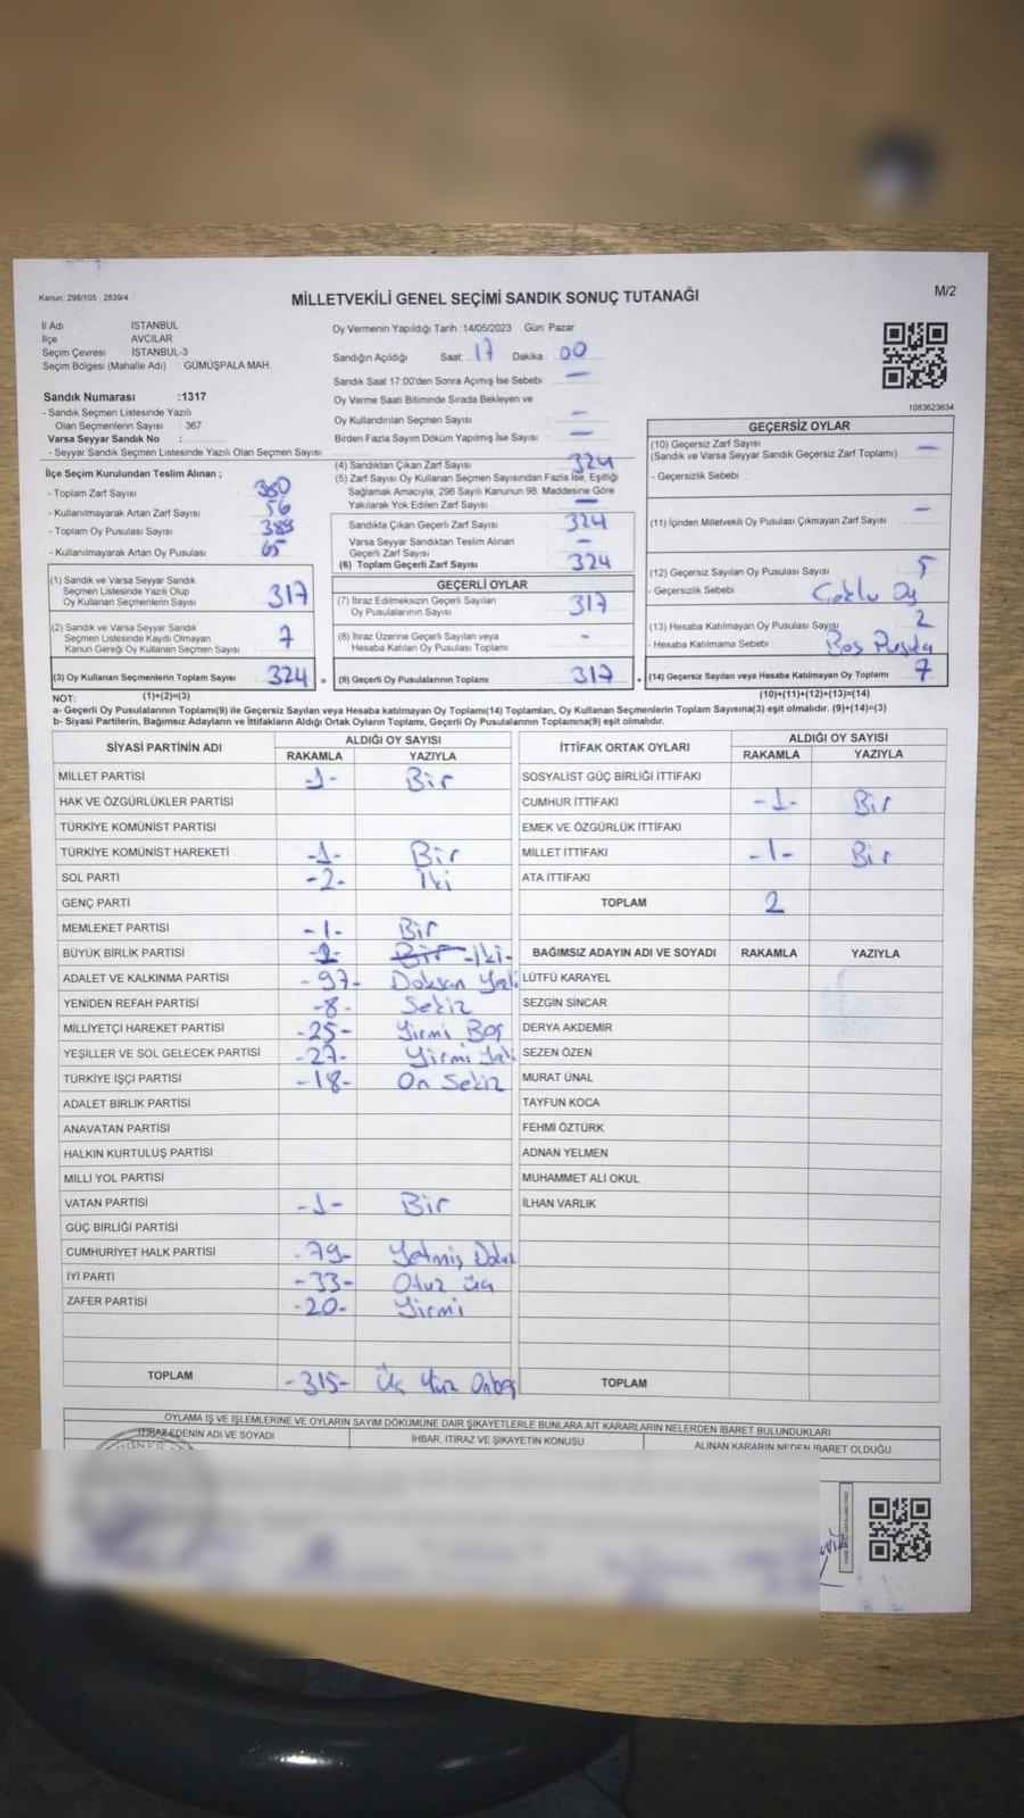 Kanun: 298/105 , 2839/4
MİLLETVEKİLİ GENEL SEÇİMİ SANDIK SONUÇ TUTANAĞI
M/2
İl Adı İSTANBUL
İlçe AVCILAR
Seçim Çevresi İSTANBUL-3
Seçim Bölgesi (Mahalle Adı) GÜMÜŞPALA MAH.
Sandık Numarası :1317
- Sandık Seçmen Listesinde Yazılı
Olan Seçmenlerin Sayısı 367
Varsa Seyyar Sandık No :
- Seyyar Sandık Seçmen Listesinde Yazılı Olan Seçmen Sayısı
İlçe Seçim Kurulundan Teslim Alınan ;
- Toplam Zarf Sayısı 380
- Kullanılmayarak Artan Zarf Sayısı 56
- Toplam Oy Pusulası Sayısı 389
- Kullanılmayarak Artan Oy Pusulası 65
(1) Sandık ve Varsa Seyyar Sandık
Seçmen Listesinde Yazılı Olup
Oy Kullanan Seçmenlerin Sayısı 317
(2) Sandık ve Varsa Seyyar Sandık
Seçmen Listesinde Kaydı Olmayan
Kanun Gereği Oy Kullanan Seçmen Sayısı 7
(3) Oy Kullanan Seçmenlerin Toplam Sayısı 324
(1)+(2)=(3)
Oy Vermenin Yapıldığı Tarih :14/05/2023 Gün: Pazar
Sandığın Açıldığı Saat: 17 Dakika 00
Sandık Saat 17:00'den Sonra Açılmış İse Sebebi —
Oy Verme Saati Bitiminde Sırada Bekleyen ve
Oy Kullandırılan Seçmen Sayısı —
Birden Fazla Sayım Döküm Yapılmış İse Sayısı —
(4) Sandıktan Çıkan Zarf Sayısı 324
(5) Zarf Sayısı Oy Kullanan Seçmen Sayısından Fazla İse, Eşitliği
Sağlamak Amacıyla, 298 Sayılı Kanunun 98. Maddesine Göre
Yakılarak Yok Edilen Zarf Sayısı —
Sandıkta Çıkan Geçerli Zarf Sayısı 324
Varsa Seyyar Sandıktan Teslim Alınan
Geçerli Zarf Sayısı —
(6) Toplam Geçerli Zarf Sayısı 324
GEÇERLİ OYLAR
(7) İtiraz Edilmeksizin Geçerli Sayılan
Oy Pusulalarının Sayısı 317
(8) İtiraz Üzerine Geçerli Sayılan veya
Hesaba Katılan Oy Pusulası Toplamı -
(9) Geçerli Oy Pusulalarının Toplamı 317
1083623634
GEÇERSİZ OYLAR
(10) Geçersiz Zarf Sayısı
(Sandık ve Varsa Seyyar Sandık Geçersiz Zarf Toplamı) —
- Geçersizlik Sebebi
(11) İçinden Milletvekili Oy Pusulası Çıkmayan Zarf Sayısı —
(12) Geçersiz Sayılan Oy Pusulası Sayısı 5
- Geçersizlik Sebebi Çoklu Oy
(13) Hesaba Katılmayan Oy Pusulası Sayısı 2
- Hesaba Katılmama Sebebi Boş Pusula
(14) Geçersiz Sayılan veya Hesaba Katılmayan Oy Toplamı 7
(10)+(11)+(12)+(13)=(14)
NOT:
a- Geçerli Oy Pusulalarının Toplamı(9) ile Geçersiz Sayılan veya Hesaba katılmayan Oy Toplamı(14) Toplamları, Oy Kullanan Seçmenlerin Toplam Sayısına(3) eşit olmalıdır. (9)+(14)=(3)
b- Siyasi Partilerin, Bağımsız Adayların ve İttifakların Aldığı Ortak Oyların Toplamı, Geçerli Oy Pusulalarının Toplamına(9) eşit olmalıdır.
SİYASİ PARTİNİN ADI ALDIĞI OY SAYISI
RAKAMLA YAZIYLA
MİLLET PARTİSİ -1- Bir
HAK VE ÖZGÜRLÜKLER PARTİSİ
TÜRKİYE KOMÜNİST PARTİSİ
TÜRKİYE KOMÜNİST HAREKETİ -1- Bir
SOL PARTİ -2- İki
GENÇ PARTİ
MEMLEKET PARTİSİ -1- Bir
BÜYÜK BİRLİK PARTİSİ -2- Bir -İki-
ADALET VE KALKINMA PARTİSİ -97- Doksan Yedi
YENİDEN REFAH PARTİSİ -8- Sekiz
MİLLİYETÇİ HAREKET PARTİSİ -25- Yirmi Beş
YEŞİLLER VE SOL GELECEK PARTİSİ -27- Yirmi Yedi
TÜRKİYE İŞÇİ PARTİSİ -18- On Sekiz
ADALET BİRLİK PARTİSİ
ANAVATAN PARTİSİ
HALKIN KURTULUŞ PARTİSİ
MİLLİ YOL PARTİSİ
VATAN PARTİSİ -1- Bir
GÜÇ BİRLİĞİ PARTİSİ
CUMHURİYET HALK PARTİSİ -79- Yetmiş Dokuz
İYİ PARTİ -33- Otuz Üç
ZAFER PARTİSİ -20- Yirmi
TOPLAM -315- Üç Yüz Onbeş
İTTİFAK ORTAK OYLARI ALDIĞI OY SAYISI
RAKAMLA YAZIYLA
SOSYALİST GÜÇ BİRLİĞİ İTTİFAKI
CUMHUR İTTİFAKI -1- Bir
EMEK VE ÖZGÜRLÜK İTTİFAKI
MİLLET İTTİFAKI -1- Bir
ATA İTTİFAKI
TOPLAM 2
BAĞIMSIZ ADAYIN ADI VE SOYADI RAKAMLA YAZIYLA
LÜTFÜ KARAYEL
SEZGİN SİNCAR
DERYA AKDEMİR
SEZEN ÖZEN
MURAT ÜNAL
TAYFUN KOCA
FEHMİ ÖZTÜRK
ADNAN YELMEN
MUHAMMET ALİ OKUL
İLHAN VARLIK
TOPLAM
OYLAMA İŞ VE İŞLEMLERİNE VE OYLARIN SAYIM DÖKÜMÜNE DAİR ŞİKAYETLERLE BUNLARA AİT KARARLARIN NELERDEN İBARET BULUNDUKLARI
İTİRAZ EDENİN ADI VE SOYADI İHBAR, İTİRAZ VE ŞİKAYETİN KONUSU ALINAN KARARIN NEDEN İBARET OLDUĞU